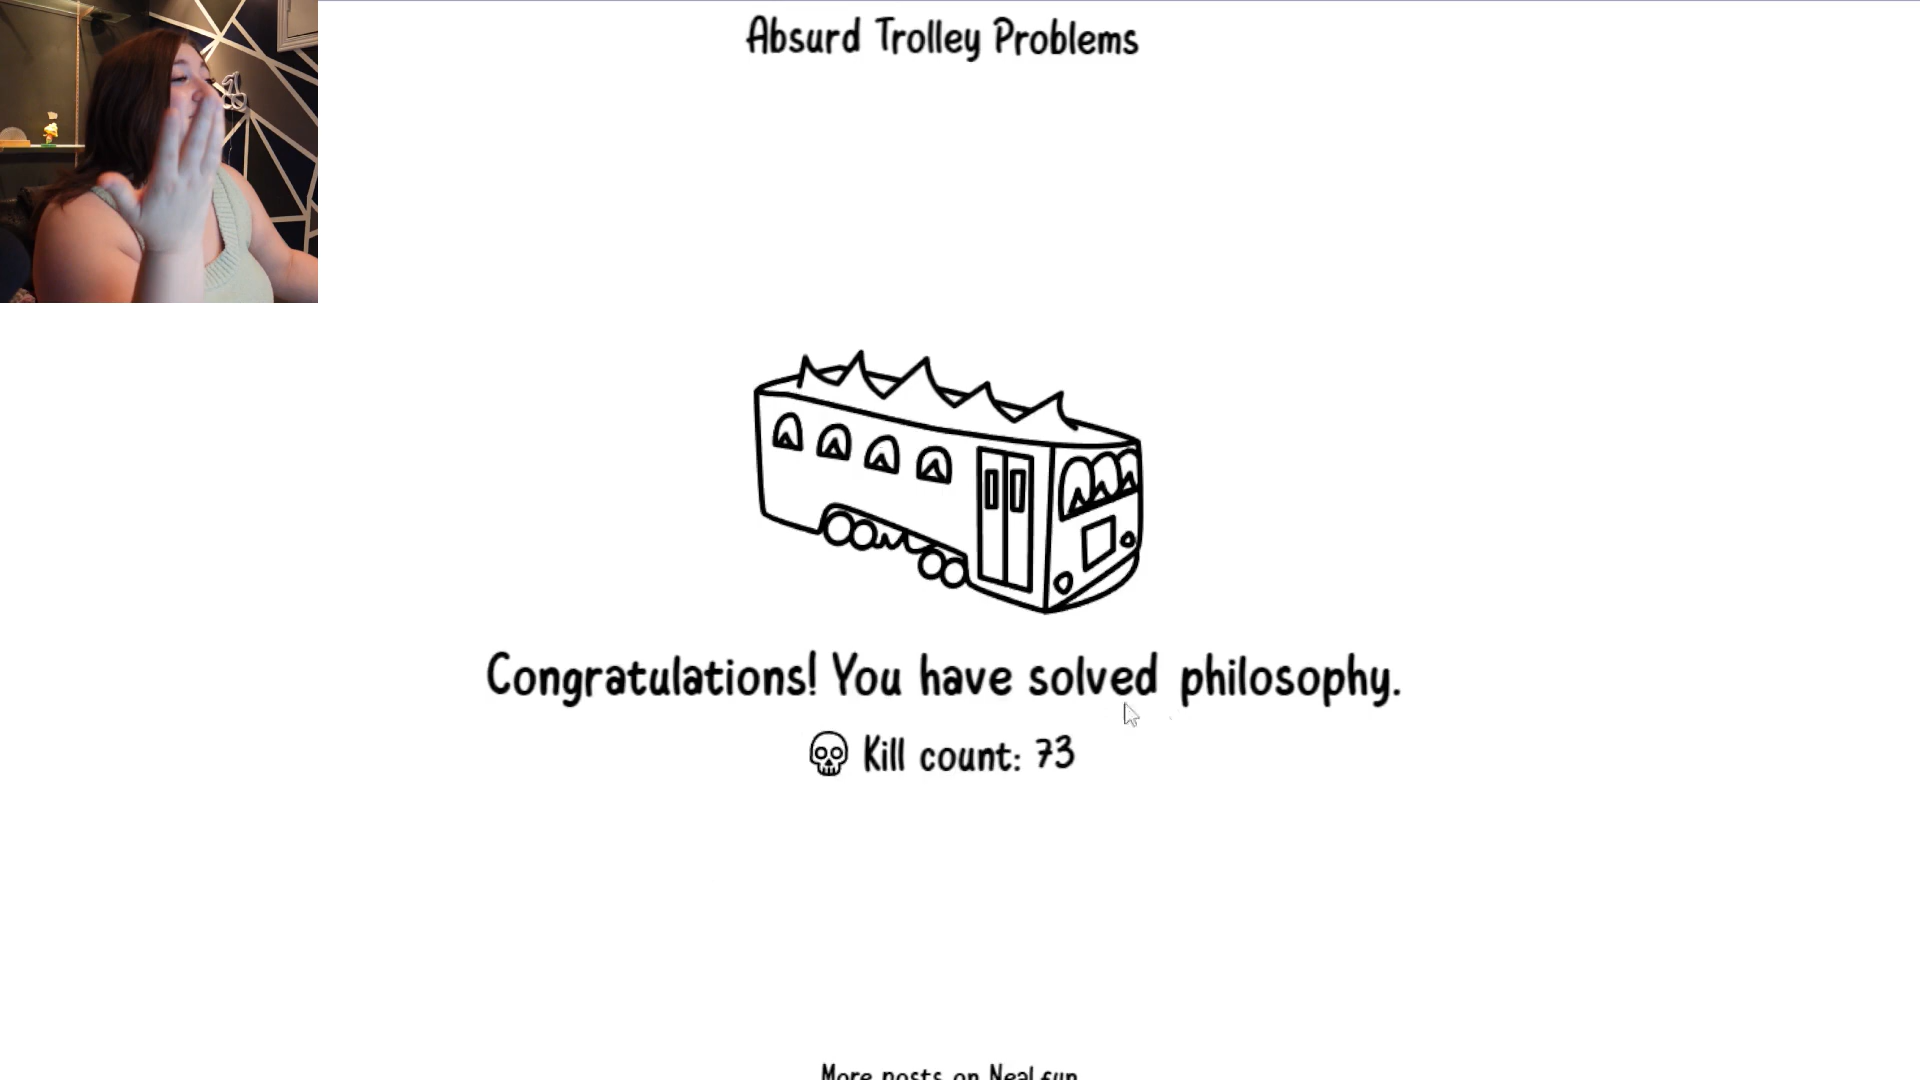 Absurd Trolley Problems
Congratulations! You have solved philosophy.
Kill count: 73
More posts on Neal.fun